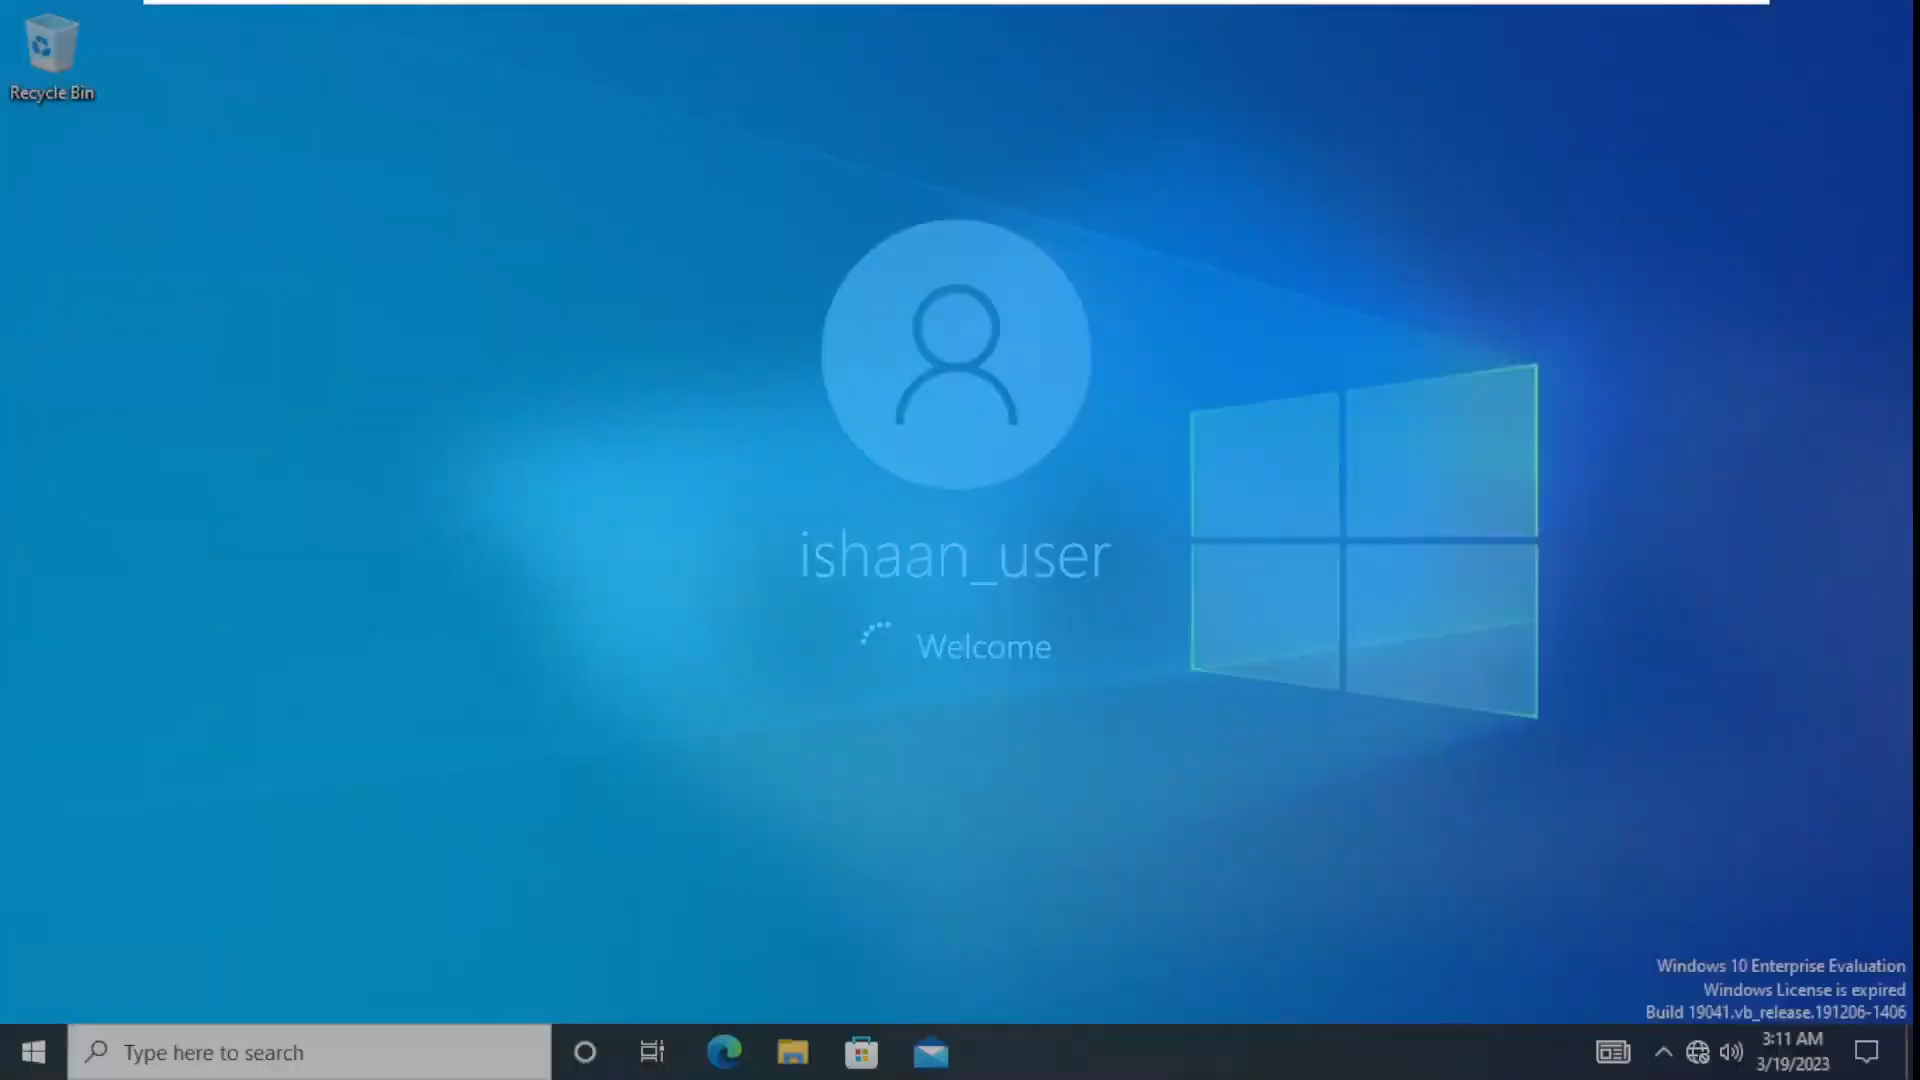 Recycle Bin
ishaan_user
Welcome
Windows 10 Enterprise Evaluation
Windows License is expired
Build 19041.vb_release.191206-1406
Type here to search
3:11 AM
3/19/2023